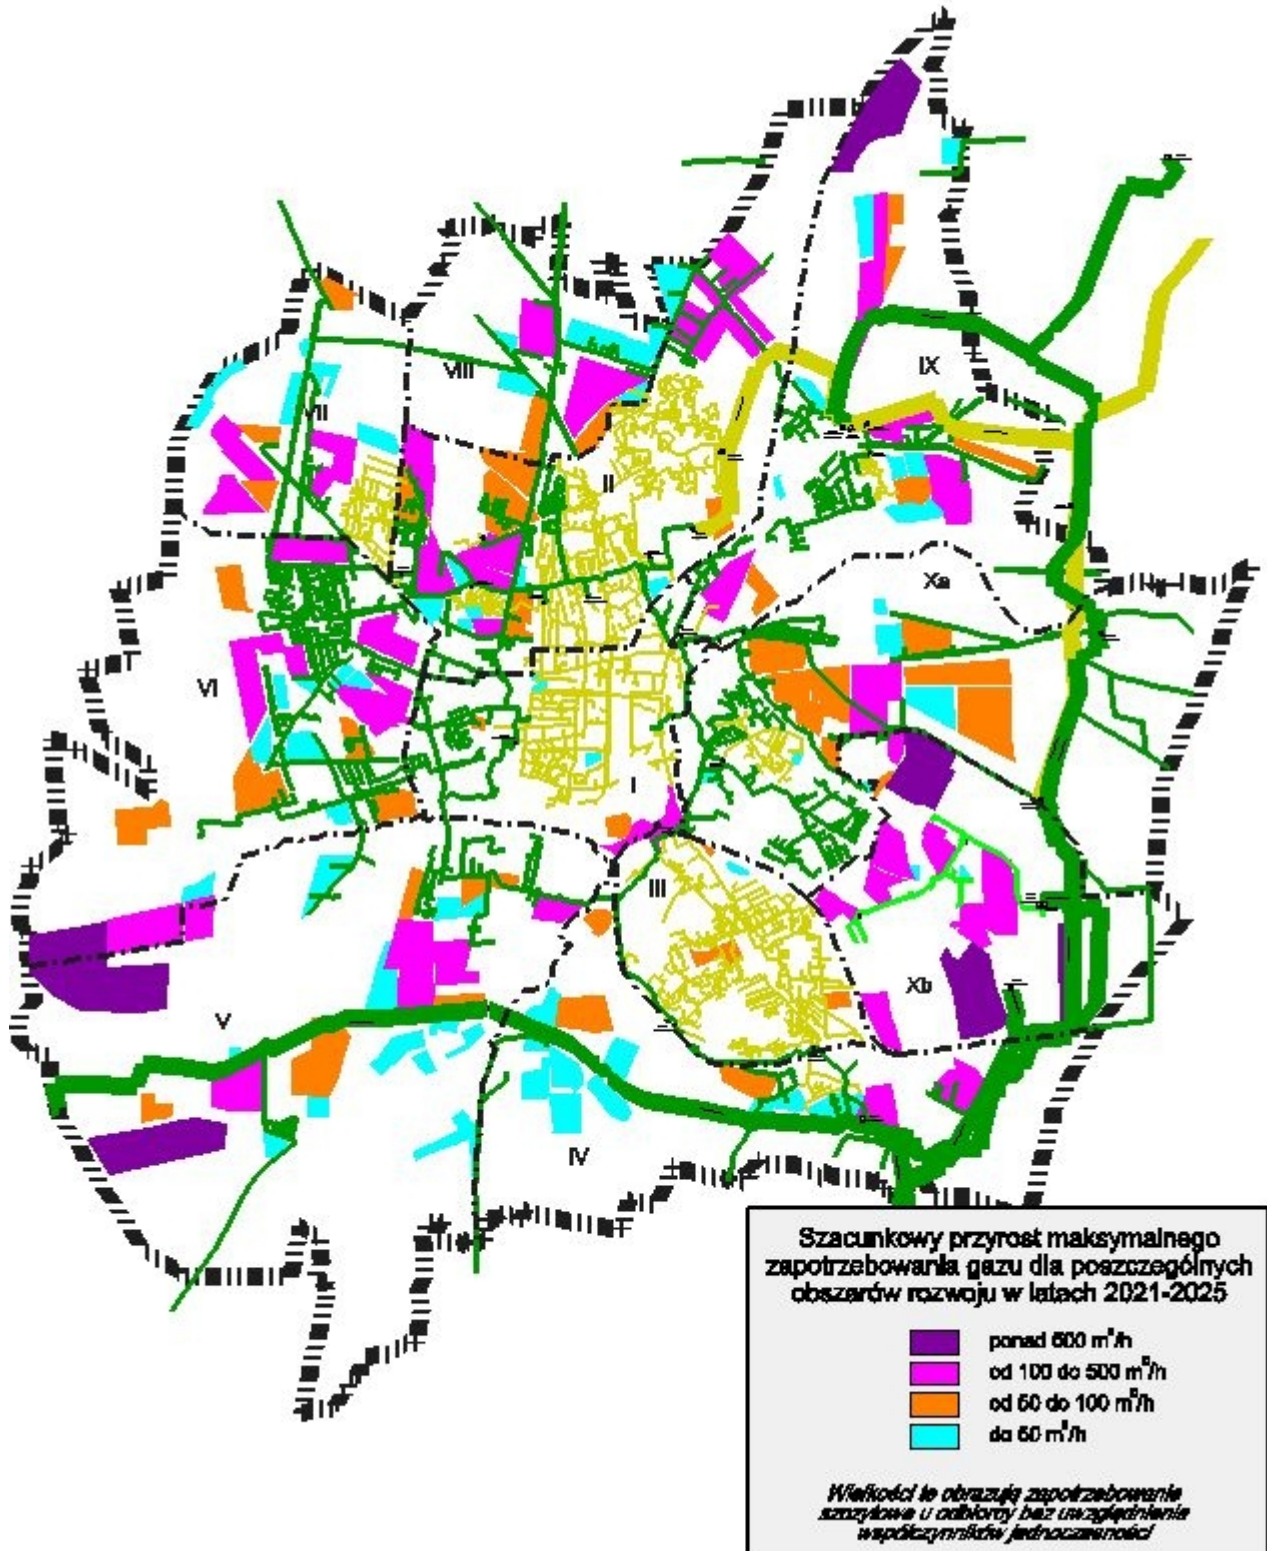 IX
VIII
VII
II
Xa
VI
I
III
Xb
V
IV
Szacunkowy przyrost maksymalnego
zapotrzebowania gazu dla poszczególnych
obszarów rozwoju w latach 2021-2025
ponad 500 m³/h
od 100 do 500 m³/h
od 50 do 100 m³/h
do 50 m³/h
Wielkości te obrazują zapotrzebowanie
szczytowe u odbiorcy bez uwzględnienia
współczynników jednoczesności